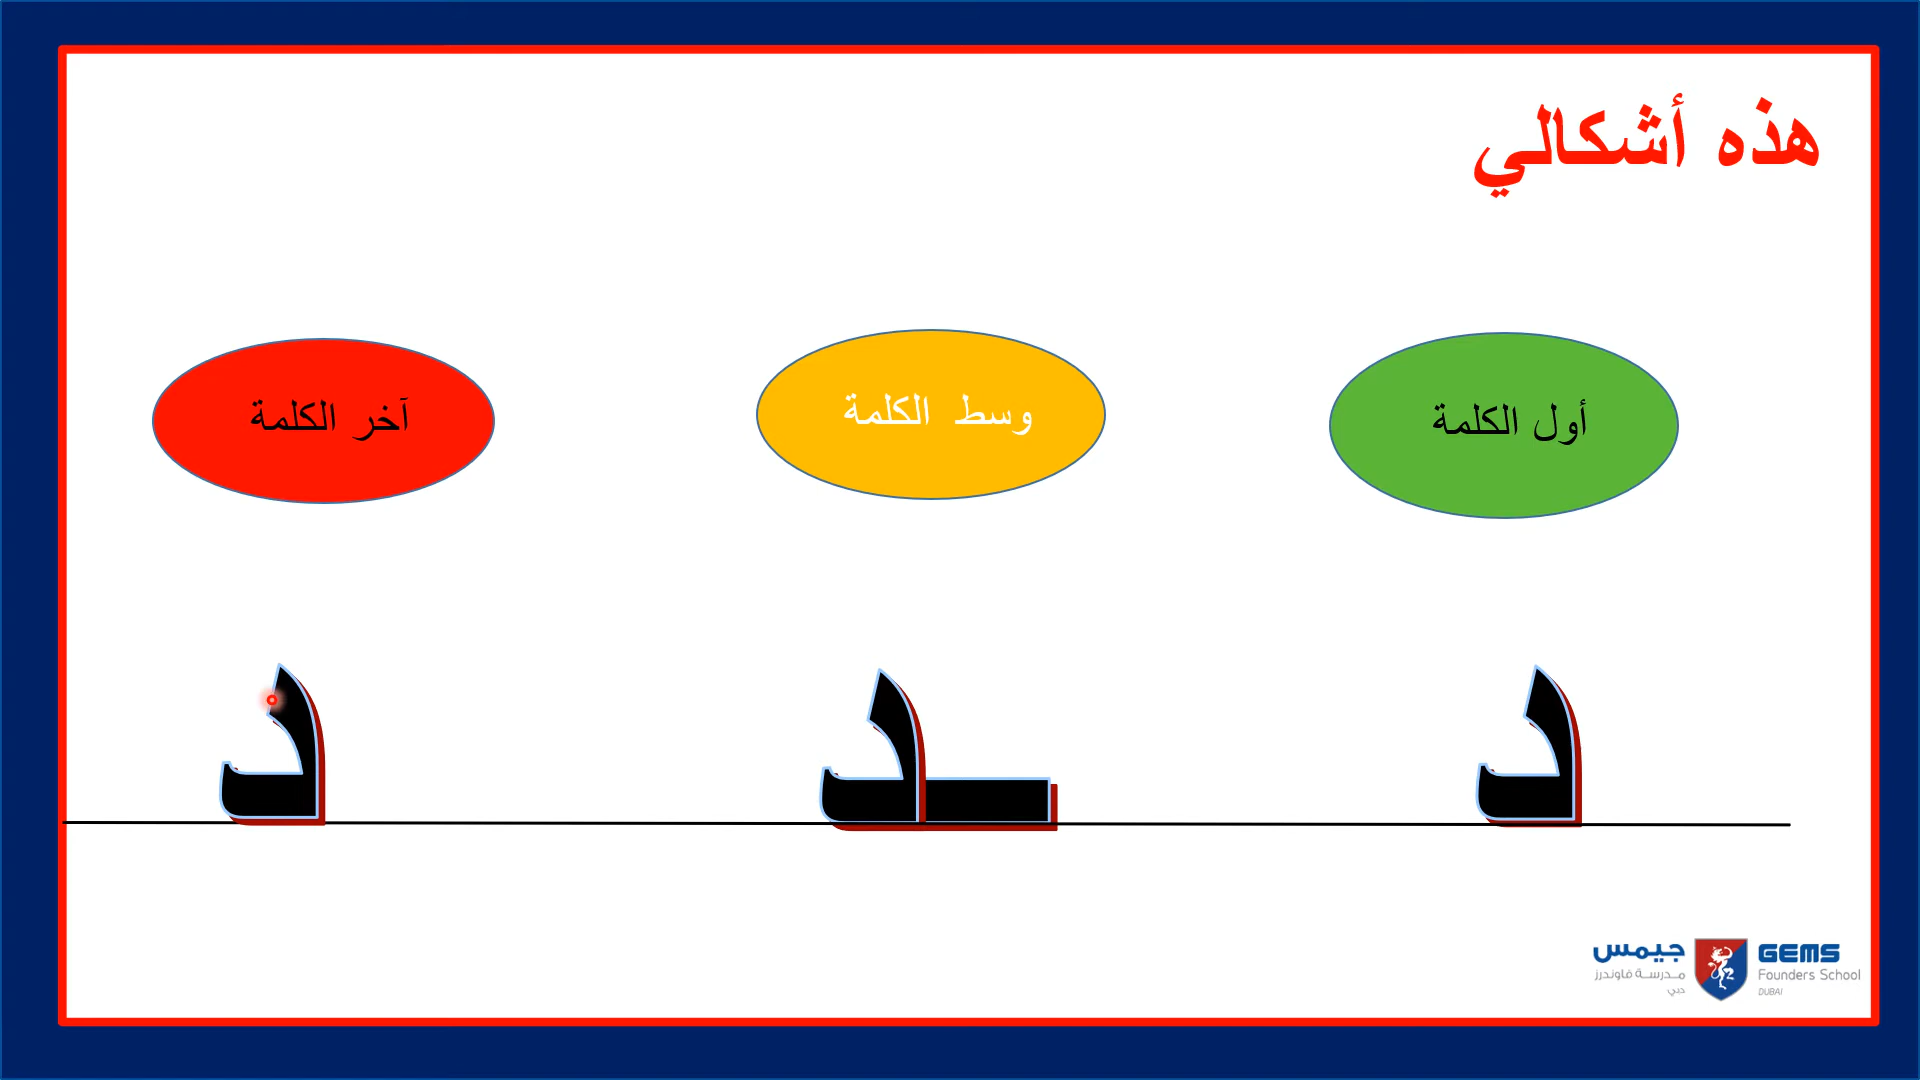 هذه أشكالي
أول الكلمة
وسط الكلمة
آخر الكلمة
د
ـد
د
جيمس
مدرسة فاوندرز
دبي
GEMS
Founders School
DUBAI